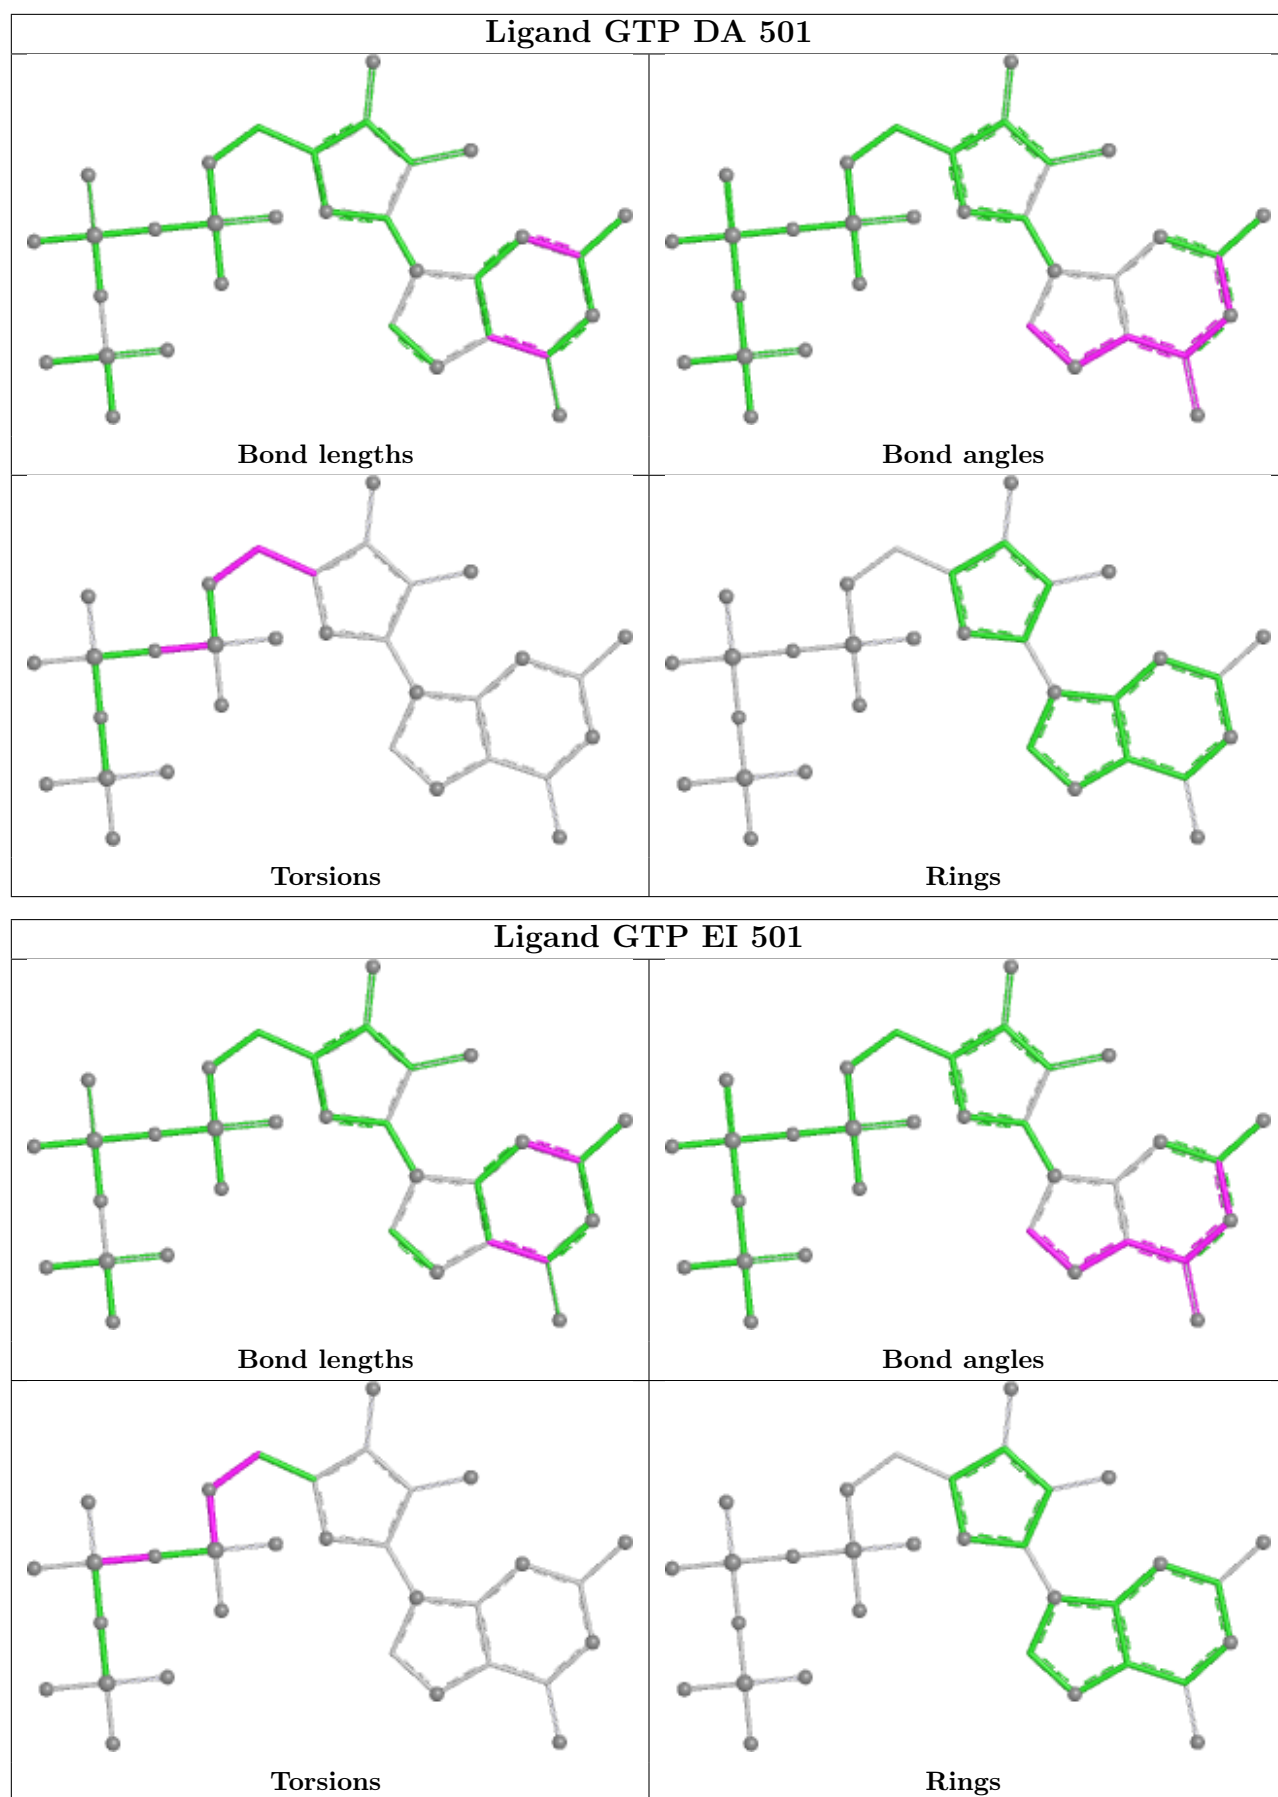 Ligand GTP DA 501
Bond lengths
Bond angles
Torsions
Rings
Ligand GTP EI 501
Bond lengths
Bond angles
Torsions
Rings